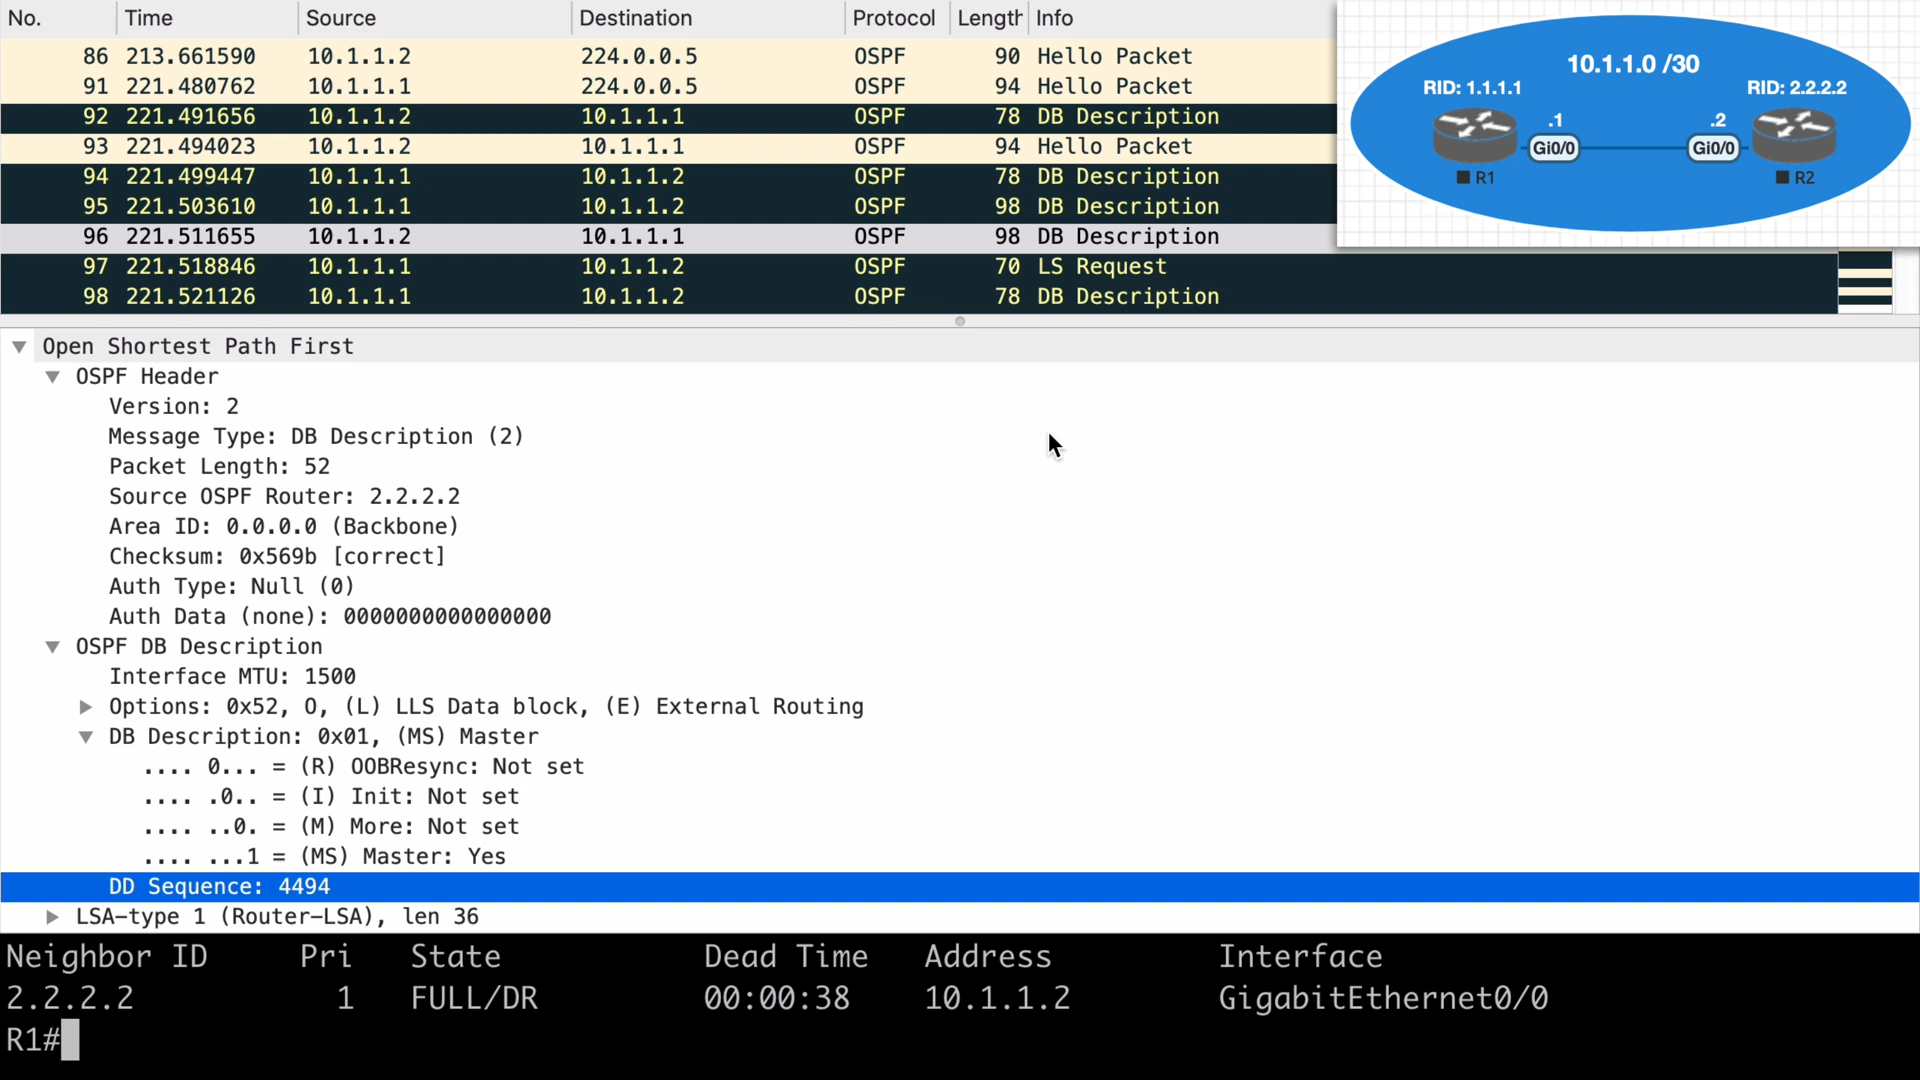 No. Time Source Destination Protocol Length Info
86 213.661590 10.1.1.2 224.0.0.5 OSPF 90 Hello Packet
91 221.480762 10.1.1.1 224.0.0.5 OSPF 94 Hello Packet
92 221.491656 10.1.1.2 10.1.1.1 OSPF 78 DB Description
93 221.494023 10.1.1.2 10.1.1.1 OSPF 94 Hello Packet
94 221.499447 10.1.1.1 10.1.1.2 OSPF 78 DB Description
95 221.503610 10.1.1.1 10.1.1.2 OSPF 98 DB Description
96 221.511655 10.1.1.2 10.1.1.1 OSPF 98 DB Description
97 221.518846 10.1.1.1 10.1.1.2 OSPF 70 LS Request
98 221.521126 10.1.1.1 10.1.1.2 OSPF 78 DB Description
10.1.1.0 /30
RID: 1.1.1.1 RID: 2.2.2.2
.1 .2
Gi0/0 Gi0/0
R1 R2
Open Shortest Path First
OSPF Header
Version: 2
Message Type: DB Description (2)
Packet Length: 52
Source OSPF Router: 2.2.2.2
Area ID: 0.0.0.0 (Backbone)
Checksum: 0x569b [correct]
Auth Type: Null (0)
Auth Data (none): 0000000000000000
OSPF DB Description
Interface MTU: 1500
Options: 0x52, O, (L) LLS Data block, (E) External Routing
DB Description: 0x01, (MS) Master
.... 0... = (R) OOBResync: Not set
.... .0.. = (I) Init: Not set
.... ..0. = (M) More: Not set
.... ...1 = (MS) Master: Yes
DD Sequence: 4494
LSA-type 1 (Router-LSA), len 36
Neighbor ID Pri State Dead Time Address Interface
2.2.2.2 1 FULL/DR 00:00:38 10.1.1.2 GigabitEthernet0/0
R1#